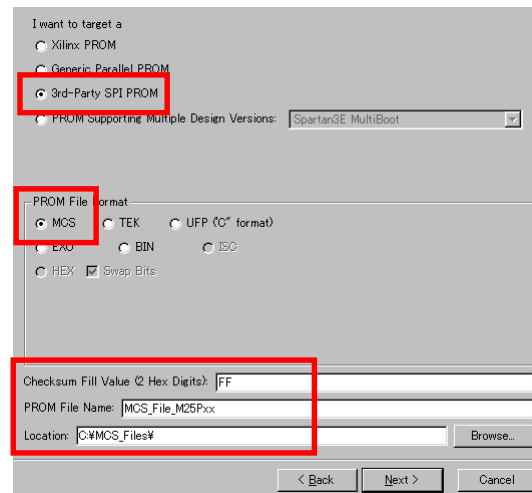 I want to target a
Xilinx PROM
Generic Parallel PROM
3rd-Party SPI PROM
PROM Supporting Multiple Design Versions: Spartan3E MultiBoot
PROM File Format
MCS TEK UFP ("C" format)
EXO BIN ISC
HEX Swap Bits
Checksum Fill Value (2 Hex Digits): FF
PROM File Name: MCS_File_M25Pxx
Location: C:¥MCS_Files¥ Browse...
< Back Next > Cancel